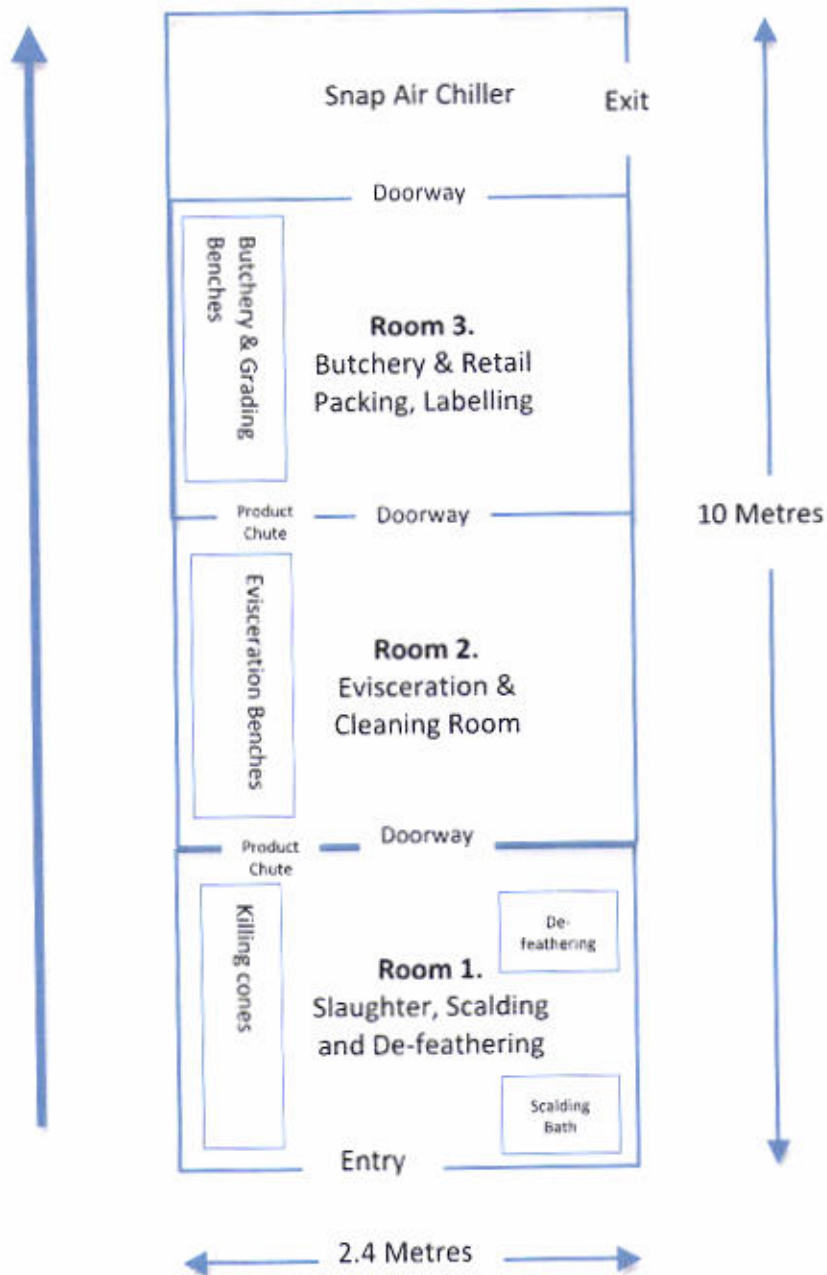 Snap Air Chiller
Exit
Doorway
Butchery & Grading
Benches
Room 3.
Butchery & Retail
Packing, Labelling
Product
Chute
Doorway
10 Metres
Evisceration Benches
Room 2.
Evisceration &
Cleaning Room
Product
Chute
Doorway
Killing cones
De-
feathering
Room 1.
Slaughter, Scalding
and De-feathering
Scalding
Bath
Entry
2.4 Metres